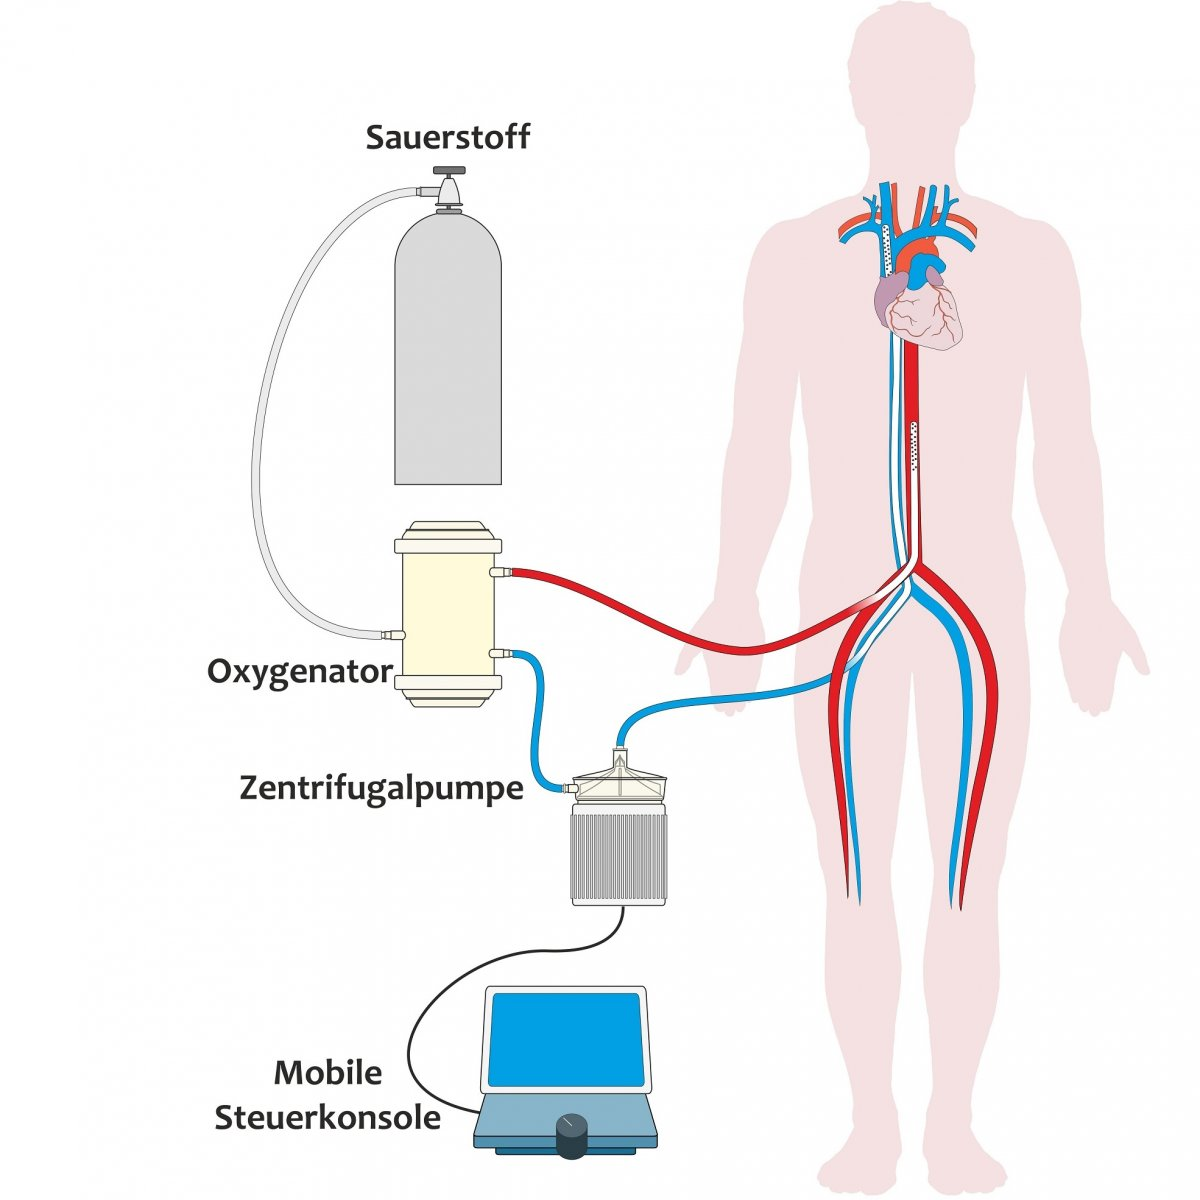 Sauerstoff
Oxygenator
Zentrifugalpumpe
Mobile
Steuerkonsole